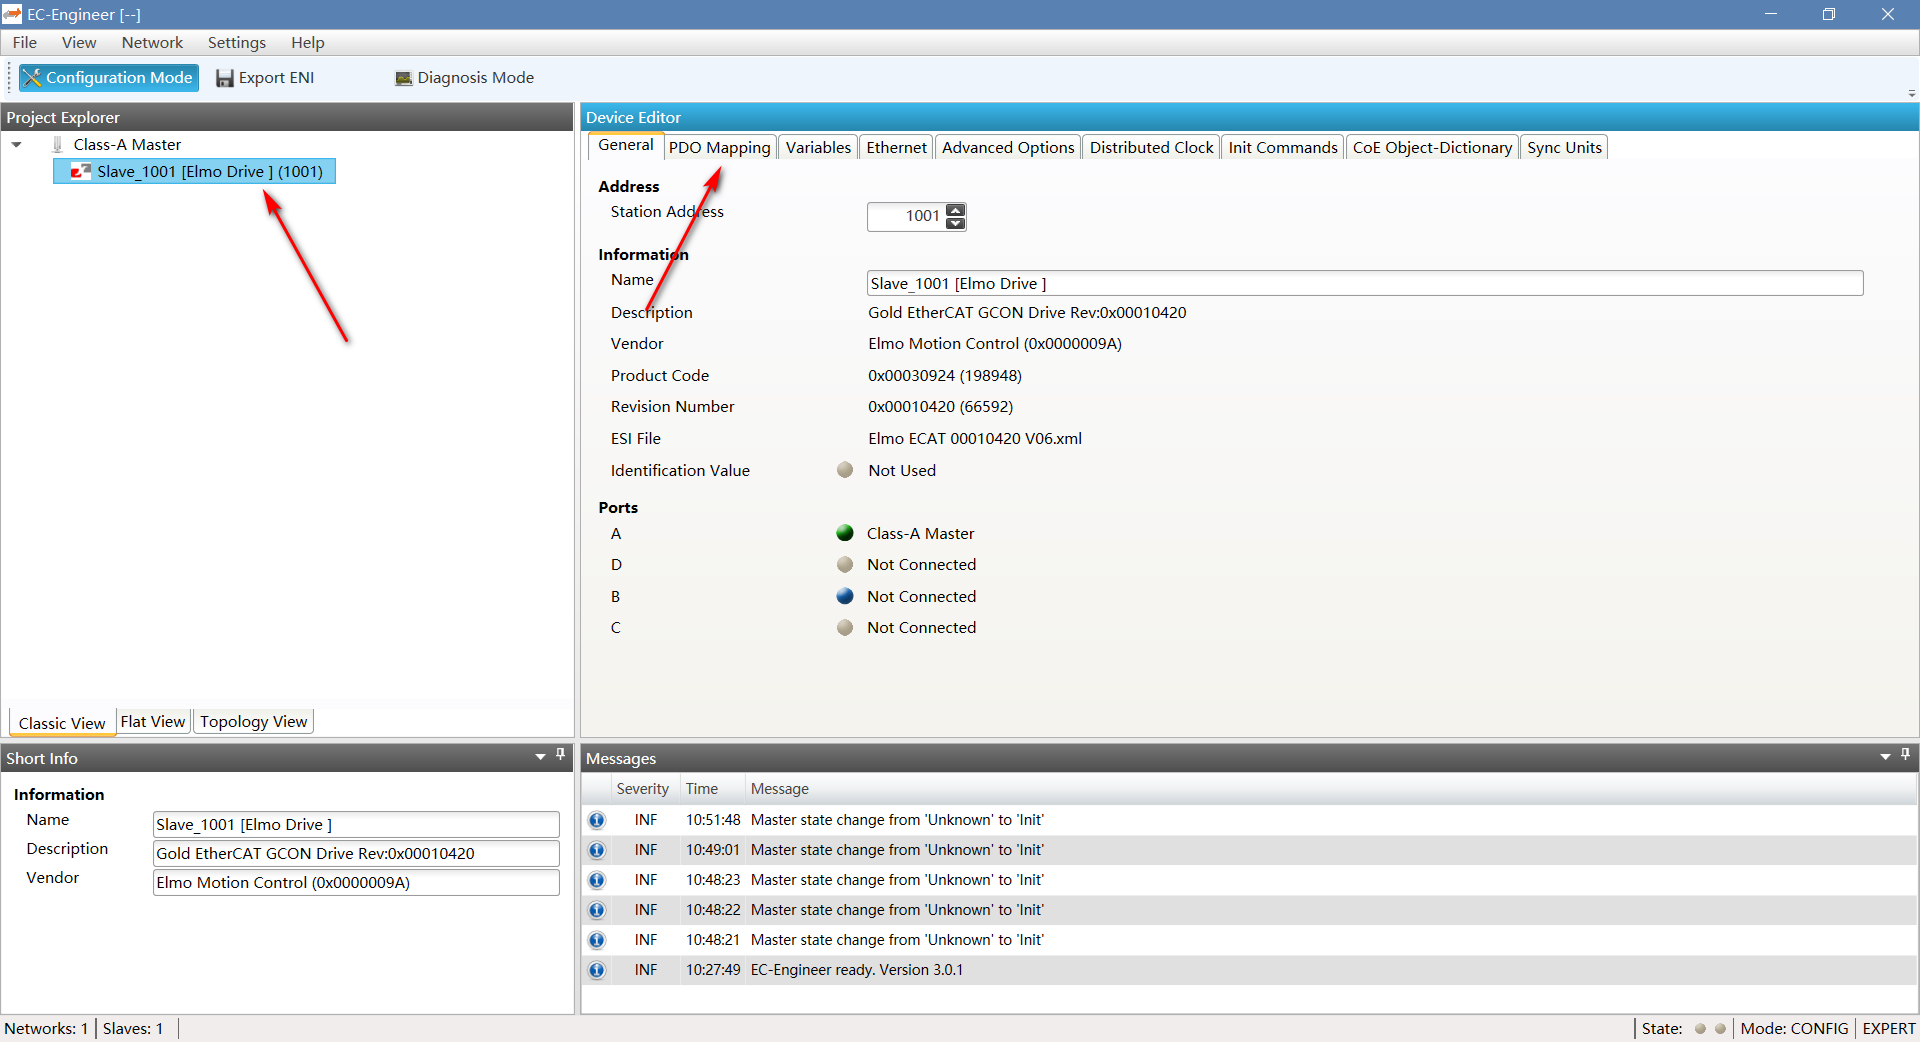 EC-Engineer [--]
File View Network Settings Help
Configuration Mode Export ENI Diagnosis Mode
Project Explorer
Class-A Master
Slave_1001 [Elmo Drive ] (1001)
Classic View Flat View Topology View
Device Editor
General PDO Mapping Variables Ethernet Advanced Options Distributed Clock Init Commands CoE Object-Dictionary Sync Units
Address
Station Address 1001
Information
Name Slave_1001 [Elmo Drive ]
Description Gold EtherCAT GCON Drive Rev:0x00010420
Vendor Elmo Motion Control (0x0000009A)
Product Code 0x00030924 (198948)
Revision Number 0x00010420 (66592)
ESI File Elmo ECAT 00010420 V06.xml
Identification Value Not Used
Ports
A Class-A Master
D Not Connected
B Not Connected
C Not Connected
Short Info
Information
Name Slave_1001 [Elmo Drive ]
Description Gold EtherCAT GCON Drive Rev:0x00010420
Vendor Elmo Motion Control (0x0000009A)
Messages
Severity Time Message
INF 10:51:48 Master state change from 'Unknown' to 'Init'
INF 10:49:01 Master state change from 'Unknown' to 'Init'
INF 10:48:23 Master state change from 'Unknown' to 'Init'
INF 10:48:22 Master state change from 'Unknown' to 'Init'
INF 10:48:21 Master state change from 'Unknown' to 'Init'
INF 10:27:49 EC-Engineer ready. Version 3.0.1
Networks: 1 Slaves: 1 State: Mode: CONFIG EXPERT